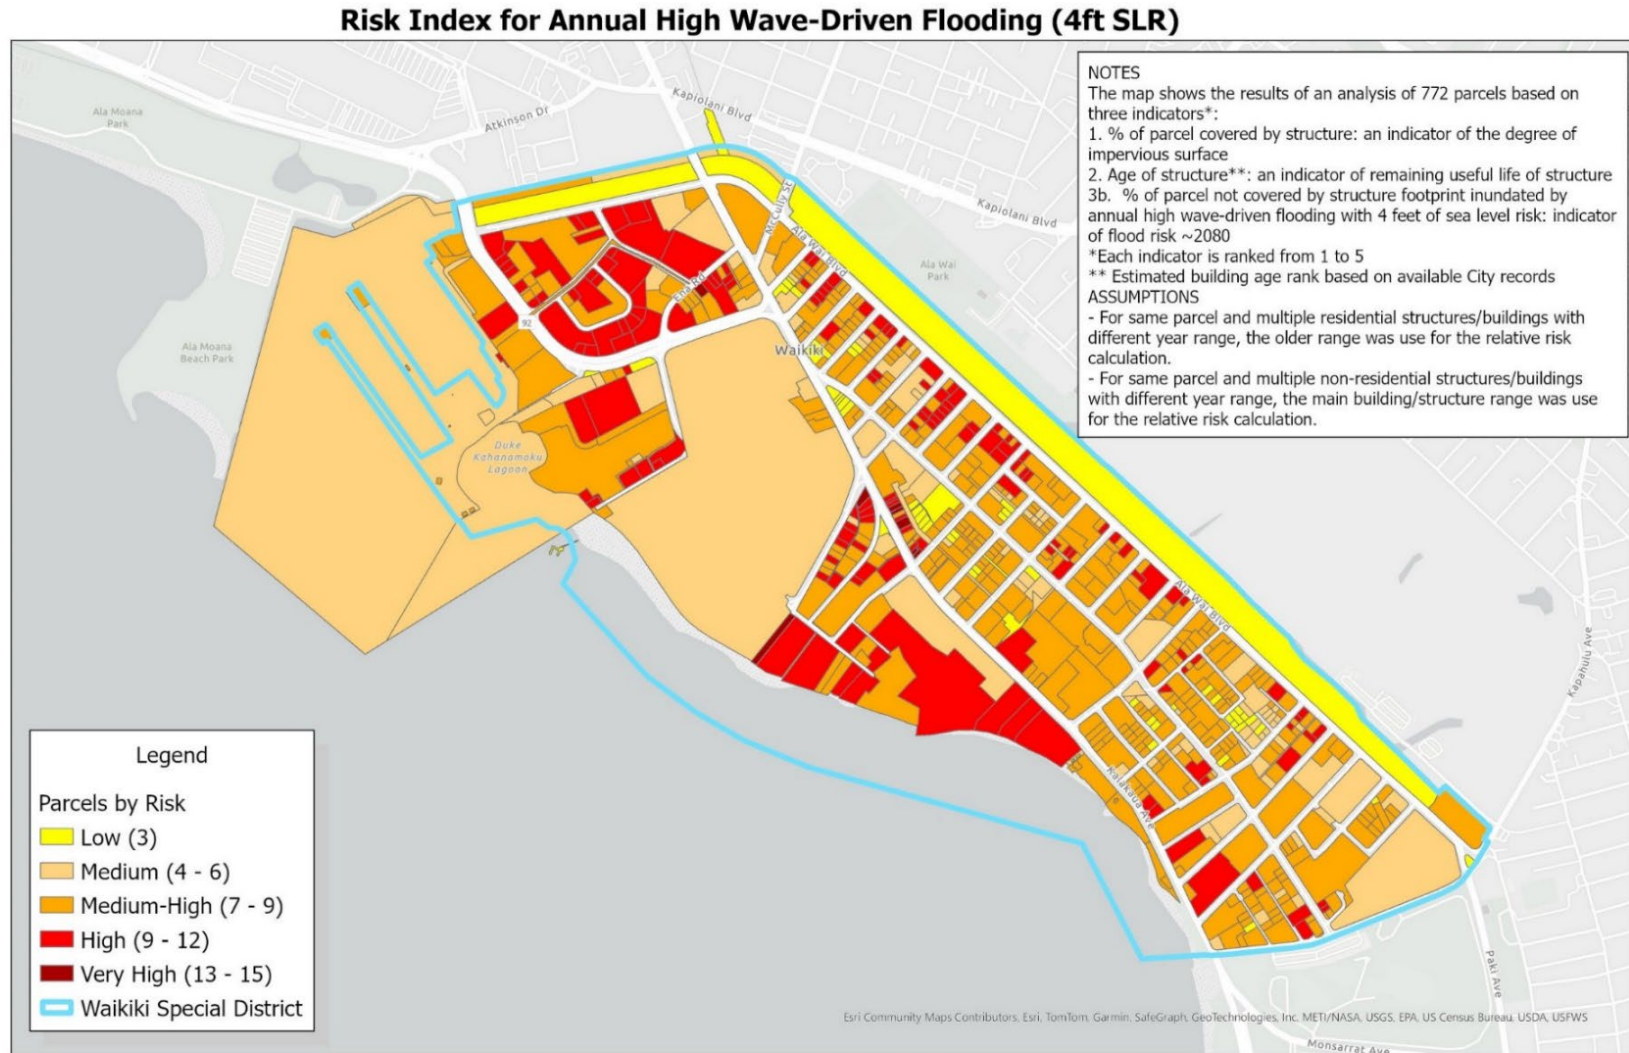 Risk Index for Annual High Wave-Driven Flooding (4ft SLR)
NOTES
The map shows the results of an analysis of 772 parcels based on
three indicators*:
1. % of parcel covered by structure: an indicator of the degree of
impervious surface
2. Age of structure**: an indicator of remaining useful life of structure
3b.  % of parcel not covered by structure footprint inundated by
annual high wave-driven flooding with 4 feet of sea level risk: indicator
of flood risk ~2080
*Each indicator is ranked from 1 to 5
** Estimated building age rank based on available City records
ASSUMPTIONS
- For same parcel and multiple residential structures/buildings with
different year range, the older range was use for the relative risk
calculation.
- For same parcel and multiple non-residential structures/buildings
with different year range, the main building/structure range was use
for the relative risk calculation.
Ala Moana
Park
Atkinson Dr
Kapiolani Blvd
Kapiolani Blvd
McCully St
Ala Wai Blvd
Ala Wai
Park
Ena Rd
92
Ala Moana
Beach Park
Waikiki
Duke
Kahanamoku
Lagoon
Ala Wai Blvd
Kapahulu Ave
Kalakaua Ave
Paki Ave
Monsarrat Ave
Legend
Parcels by Risk
Low (3)
Medium (4 - 6)
Medium-High (7 - 9)
High (9 - 12)
Very High (13 - 15)
Waikiki Special District
Esri Community Maps Contributors, Esri, TomTom, Garmin, SafeGraph, GeoTechnologies, Inc, METI/NASA, USGS, EPA, US Census Bureau, USDA, USFWS